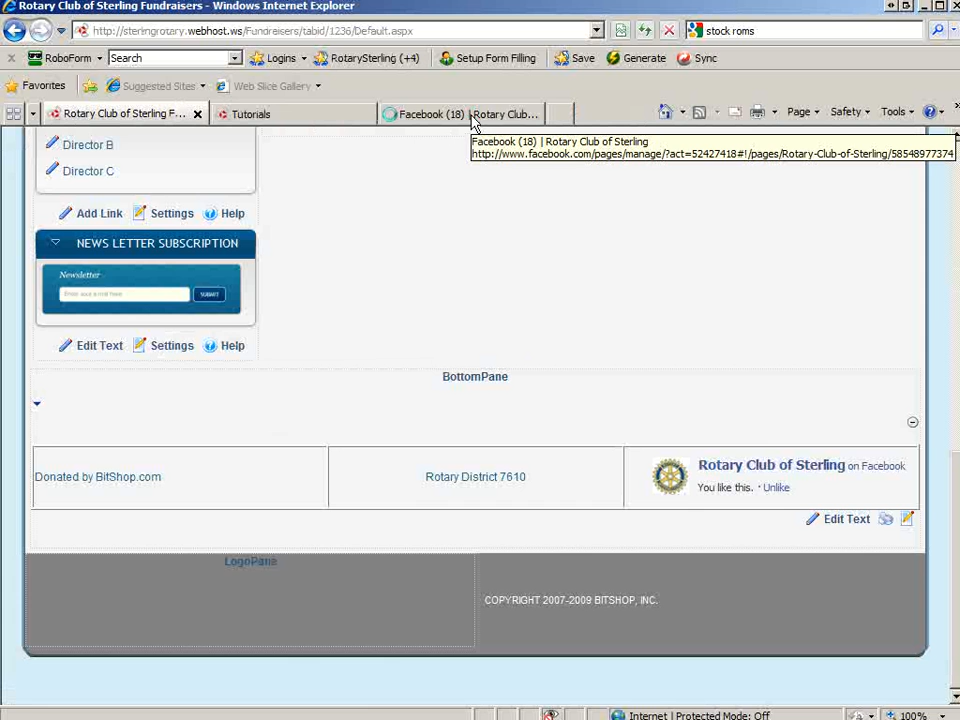 Rotary Club of Sterling Fundraisers - Windows Internet Explorer
http://sterlingrotary.webhost.ws/Fundreisers/tabid/1236/Default.aspx
stock roms
RoboForm
Search
Logins
RotarySterling (+4)
Setup Form Filling
Save
Generate
Sync
Favorites
Suggested Sites
Web Slice Gallery
Rotary Club of Sterling F...
Tutorials
Facebook (18) | Rotary Club...
Page
Safety
Tools
Facebook (18) | Rotary Club of Sterling
http://www.facebook.com/pages/manage/?act=52427418#!/pages/Rotary-Club-of-Sterling/58548977374
Director B
Director C
Add Link
Settings
Help
NEWS LETTER SUBSCRIPTION
Newsletter
Enter your e-mail here
SUBMIT
Edit Text
Settings
Help
BottomPane
Donated by BitShop.com
Rotary District 7610
Rotary Club of Sterling on Facebook
You like this. · Unlike
Edit Text
LogoPane
COPYRIGHT 2007-2009 BITSHOP, INC.
Internet | Protected Mode: Off
100%